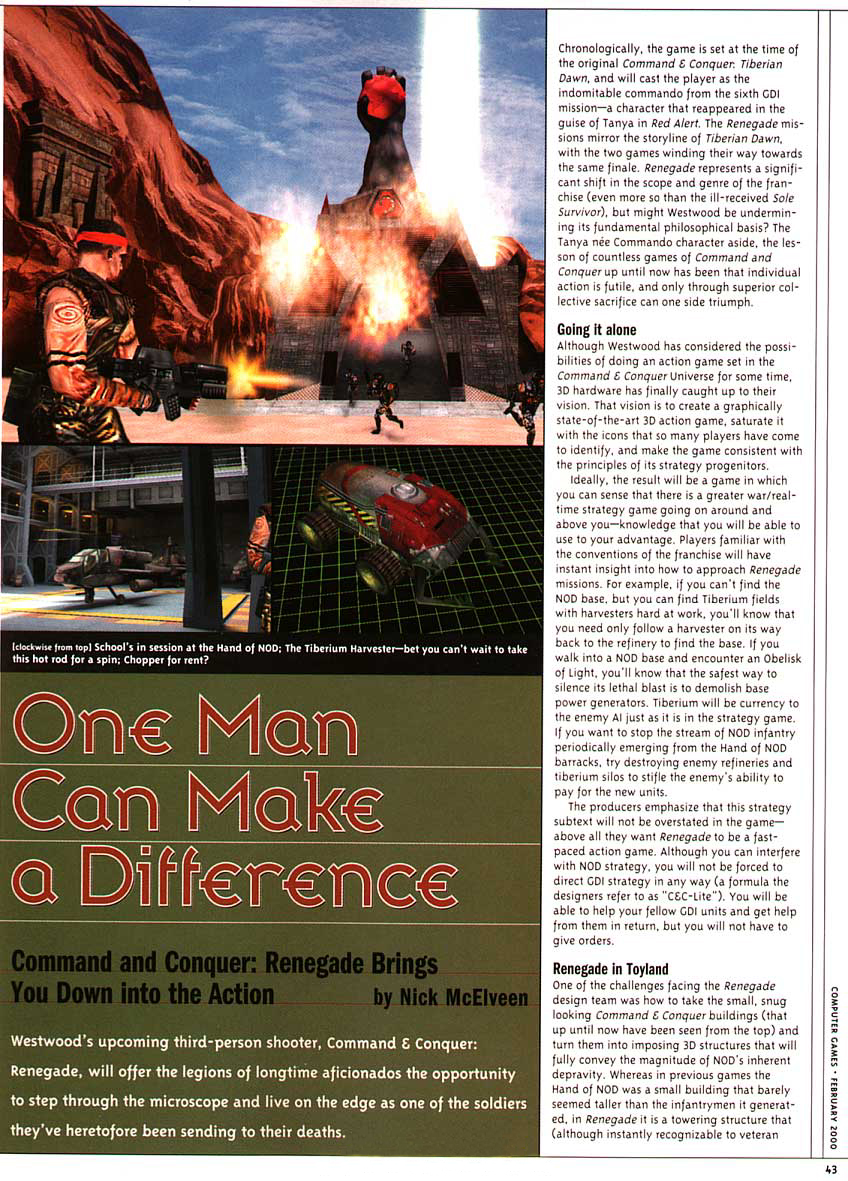 [clockwise from top] School's in session at the Hand of NOD; The Tiberium Harvester—bet you can't wait to take
this hot rod for a spin; Chopper for rent?
One Man
Can Make
a Difference
Command and Conquer: Renegade Brings
You Down into the Action
by Nick McElveen
Westwood's upcoming third-person shooter, Command & Conquer:
Renegade, will offer the legions of longtime aficionados the opportunity
to step through the microscope and live on the edge as one of the soldiers
they've heretofore been sending to their deaths.
Chronologically, the game is set at the time of
the original Command & Conquer: Tiberian
Dawn, and will cast the player as the
indomitable commando from the sixth GDI
mission—a character that reappeared in the
guise of Tanya in Red Alert. The Renegade mis-
sions mirror the storyline of Tiberian Dawn,
with the two games winding their way towards
the same finale. Renegade represents a signifi-
cant shift in the scope and genre of the fran-
chise (even more so than the ill-received Sole
Survivor), but might Westwood be undermin-
ing its fundamental philosophical basis? The
Tanya née Commando character aside, the les-
son of countless games of Command and
Conquer up until now has been that individual
action is futile, and only through superior col-
lective sacrifice can one side triumph.
Going it alone
Although Westwood has considered the possi-
bilities of doing an action game set in the
Command & Conquer Universe for some time,
3D hardware has finally caught up to their
vision. That vision is to create a graphically
state-of-the-art 3D action game, saturate it
with the icons that so many players have come
to identify, and make the game consistent with
the principles of its strategy progenitors.
Ideally, the result will be a game in which
you can sense that there is a greater war/real-
time strategy game going on around and
above you—knowledge that you will be able to
use to your advantage. Players familiar with
the conventions of the franchise will have
instant insight into how to approach Renegade
missions. For example, if you can't find the
NOD base, but you can find Tiberium fields
with harvesters hard at work, you'll know that
you need only follow a harvester on its way
back to the refinery to find the base. If you
walk into a NOD base and encounter an Obelisk
of Light, you'll know that the safest way to
silence its lethal blast is to demolish base
power generators. Tiberium will be currency to
the enemy AI just as it is in the strategy game.
If you want to stop the stream of NOD infantry
periodically emerging from the Hand of NOD
barracks, try destroying enemy refineries and
tiberium silos to stifle the enemy's ability to
pay for the new units.
The producers emphasize that this strategy
subtext will not be overstated in the game—
above all they want Renegade to be a fast-
paced action game. Although you can interfere
with NOD strategy, you will not be forced to
direct GDI strategy in any way (a formula the
designers refer to as "C&C-Lite"). You will be
able to help your fellow GDI units and get help
from them in return, but you will not have to
give orders.
Renegade in Toyland
One of the challenges facing the Renegade
design team was how to take the small, snug
looking Command & Conquer buildings (that
up until now have been seen from the top) and
turn them into imposing 3D structures that will
fully convey the magnitude of NOD's inherent
depravity. Whereas in previous games the
Hand of NOD was a small building that barely
seemed taller than the infantrymen it generat-
ed, in Renegade it is a towering structure that
(although instantly recognizable to veteran
COMPUTER GAMES • FEBRUARY 2000
43